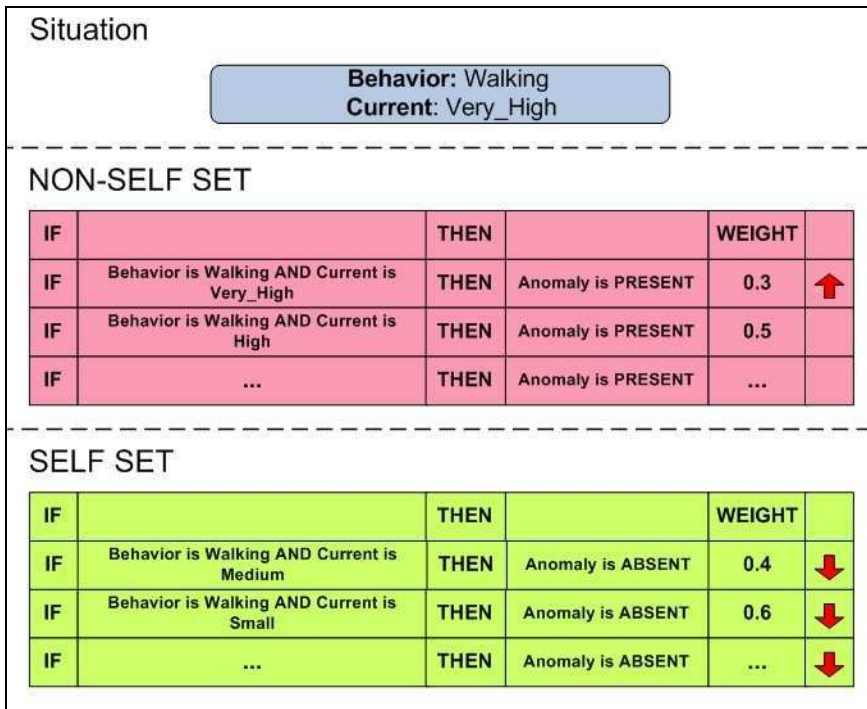 Situation
Behavior: Walking
Current: Very_High
NON-SELF SET
IF THEN WEIGHT
IF Behavior is Walking AND Current is Very_High THEN Anomaly is PRESENT 0.3
IF Behavior is Walking AND Current is High THEN Anomaly is PRESENT 0.5
IF ... THEN Anomaly is PRESENT ...
SELF SET
IF THEN WEIGHT
IF Behavior is Walking AND Current is Medium THEN Anomaly is ABSENT 0.4
IF Behavior is Walking AND Current is Small THEN Anomaly is ABSENT 0.6
IF ... THEN Anomaly is ABSENT ...